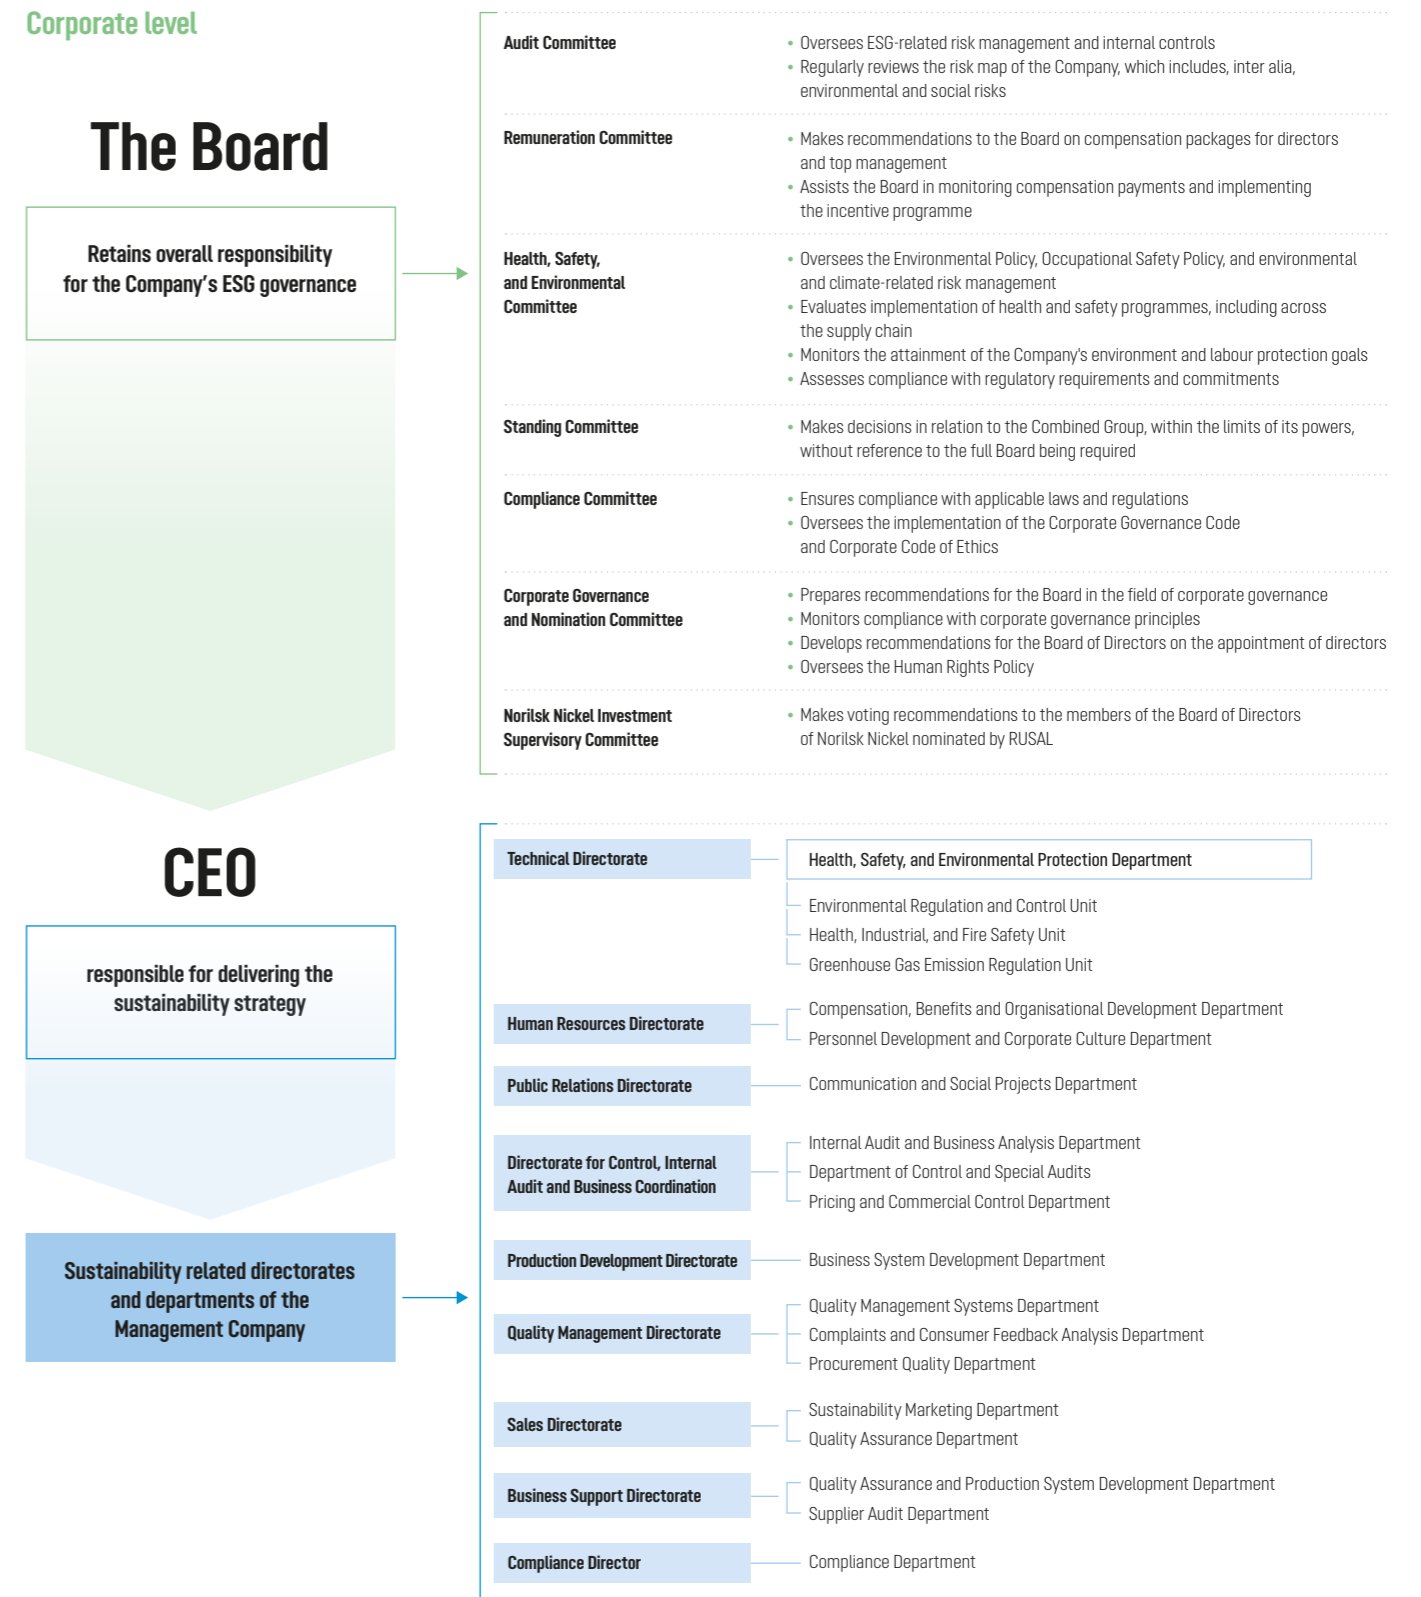 Corporate level
The Board
Retains overall responsibility
for the Company's ESG governance
Audit Committee
• Oversees ESG-related risk management and internal controls
• Regularly reviews the risk map of the Company, which includes, inter alia,
environmental and social risks
Remuneration Committee
• Makes recommendations to the Board on compensation packages for directors
and top management
• Assists the Board in monitoring compensation payments and implementing
the incentive programme
Health, Safety,
and Environmental
Committee
• Oversees the Environmental Policy, Occupational Safety Policy, and environmental
and climate-related risk management
• Evaluates implementation of health and safety programmes, including across
the supply chain
• Monitors the attainment of the Company's environment and labour protection goals
• Assesses compliance with regulatory requirements and commitments
Standing Committee
• Makes decisions in relation to the Combined Group, within the limits of its powers,
without reference to the full Board being required
Compliance Committee
• Ensures compliance with applicable laws and regulations
• Oversees the implementation of the Corporate Governance Code
and Corporate Code of Ethics
Corporate Governance
and Nomination Committee
• Prepares recommendations for the Board in the field of corporate governance
• Monitors compliance with corporate governance principles
• Develops recommendations for the Board of Directors on the appointment of directors
• Oversees the Human Rights Policy
Norilsk Nickel Investment
Supervisory Committee
• Makes voting recommendations to the members of the Board of Directors
of Norilsk Nickel nominated by RUSAL
CEO
responsible for delivering the
sustainability strategy
Sustainability related directorates
and departments of the
Management Company
Technical Directorate
Health, Safety, and Environmental Protection Department
Environmental Regulation and Control Unit
Health, Industrial, and Fire Safety Unit
Greenhouse Gas Emission Regulation Unit
Human Resources Directorate
Compensation, Benefits and Organisational Development Department
Personnel Development and Corporate Culture Department
Public Relations Directorate
Communication and Social Projects Department
Directorate for Control, Internal
Audit and Business Coordination
Internal Audit and Business Analysis Department
Department of Control and Special Audits
Pricing and Commercial Control Department
Production Development Directorate
Business System Development Department
Quality Management Directorate
Quality Management Systems Department
Complaints and Consumer Feedback Analysis Department
Procurement Quality Department
Sales Directorate
Sustainability Marketing Department
Quality Assurance Department
Business Support Directorate
Quality Assurance and Production System Development Department
Supplier Audit Department
Compliance Director
Compliance Department